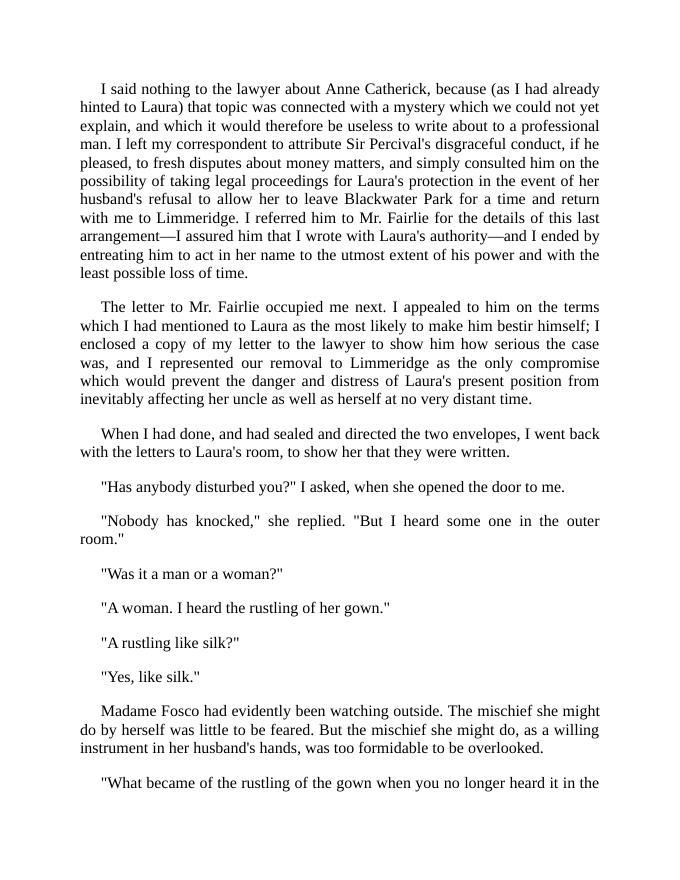 I said nothing to the lawyer about Anne Catherick, because (as I had already
hinted to Laura) that topic was connected with a mystery which we could not yet
explain, and which it would therefore be useless to write about to a professional
man. I left my correspondent to attribute Sir Percival's disgraceful conduct, if he
pleased, to fresh disputes about money matters, and simply consulted him on the
possibility of taking legal proceedings for Laura's protection in the event of her
husband's refusal to allow her to leave Blackwater Park for a time and return
with me to Limmeridge. I referred him to Mr. Fairlie for the details of this last
arrangement—I assured him that I wrote with Laura's authority—and I ended by
entreating him to act in her name to the utmost extent of his power and with the
least possible loss of time.
The letter to Mr. Fairlie occupied me next. I appealed to him on the terms
which I had mentioned to Laura as the most likely to make him bestir himself; I
enclosed a copy of my letter to the lawyer to show him how serious the case
was, and I represented our removal to Limmeridge as the only compromise
which would prevent the danger and distress of Laura's present position from
inevitably affecting her uncle as well as herself at no very distant time.
When I had done, and had sealed and directed the two envelopes, I went back
with the letters to Laura's room, to show her that they were written.
"Has anybody disturbed you?" I asked, when she opened the door to me.
"Nobody has knocked," she replied. "But I heard some one in the outer
room."
"Was it a man or a woman?"
"A woman. I heard the rustling of her gown."
"A rustling like silk?"
"Yes, like silk."
Madame Fosco had evidently been watching outside. The mischief she might
do by herself was little to be feared. But the mischief she might do, as a willing
instrument in her husband's hands, was too formidable to be overlooked.
"What became of the rustling of the gown when you no longer heard it in the